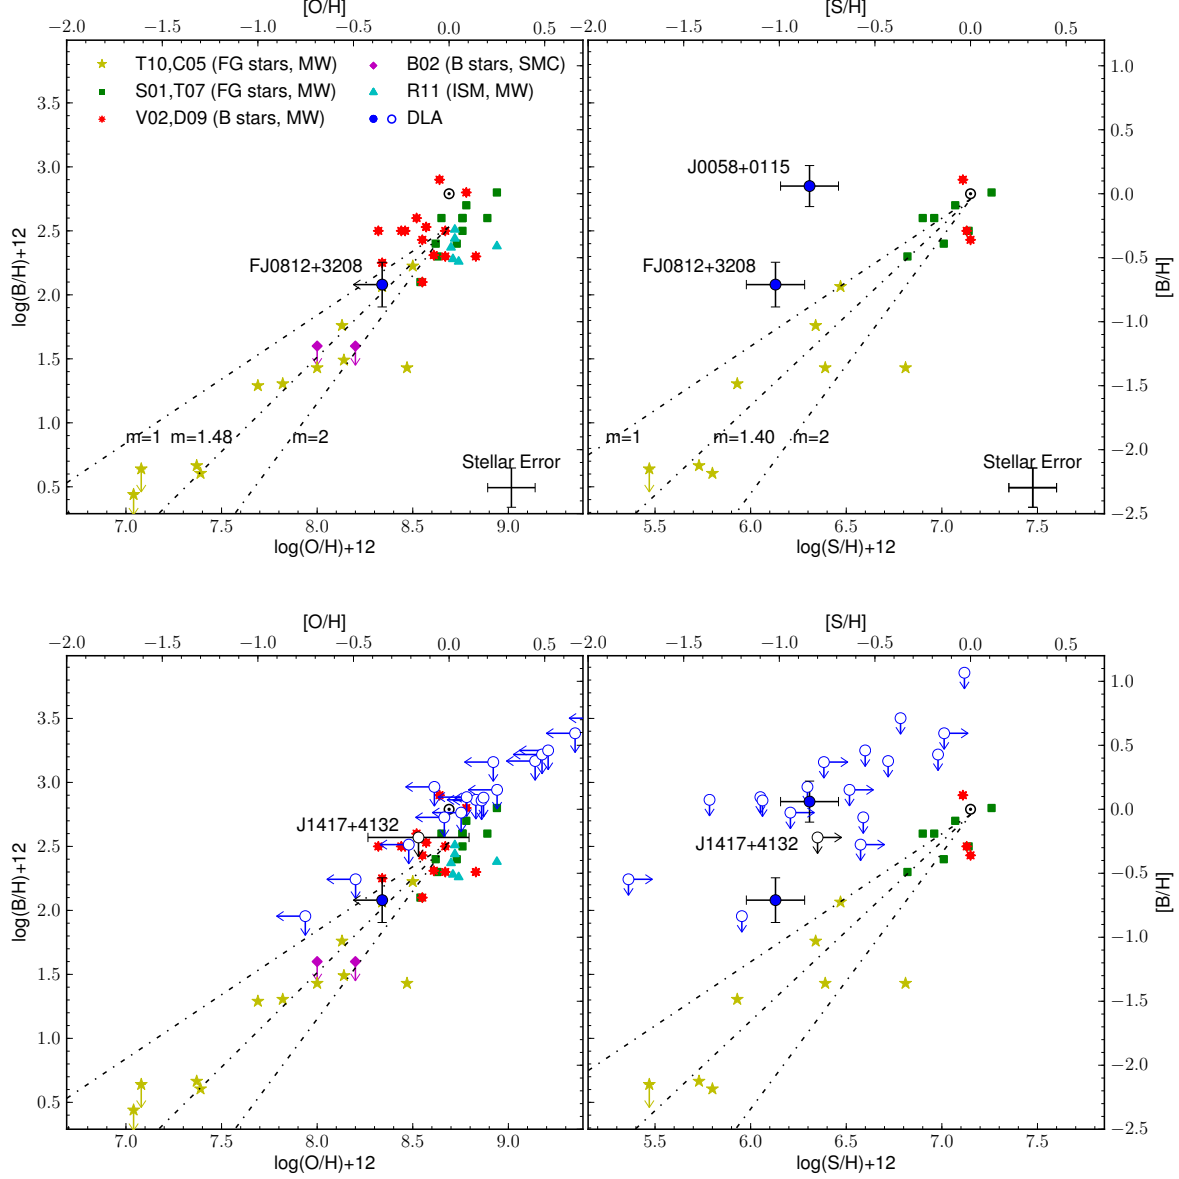 [O/H]
[S/H]
−2.0 −1.5 −1.0 −0.5 0.0 0.5 −2.0 −1.5 −1.0 −0.5 0.0 0.5
T10,C05 (FG stars, MW)
B02 (B stars, SMC)
S01,T07 (FG stars, MW)
R11 (ISM, MW)
V02,D09 (B stars, MW)
DLA
3.5
3.0
2.5
2.0
1.5
1.0
0.5
log(B/H)+12
FJ0812+3208
m=1 m=1.48 m=2
Stellar Error
7.0 7.5 8.0 8.5 9.0
log(O/H)+12
J0058+0115
FJ0812+3208
m=1 m=1.40 m=2
Stellar Error
5.5 6.0 6.5 7.0 7.5
log(S/H)+12
1.0
0.5
0.0
−0.5
−1.0
−1.5
−2.0
−2.5
[B/H]
[O/H]
[S/H]
−2.0 −1.5 −1.0 −0.5 0.0 0.5 −2.0 −1.5 −1.0 −0.5 0.0 0.5
3.5
3.0
2.5
2.0
1.5
1.0
0.5
log(B/H)+12
J1417+4132
7.0 7.5 8.0 8.5 9.0
log(O/H)+12
J1417+4132
5.5 6.0 6.5 7.0 7.5
log(S/H)+12
1.0
0.5
0.0
−0.5
−1.0
−1.5
−2.0
−2.5
[B/H]